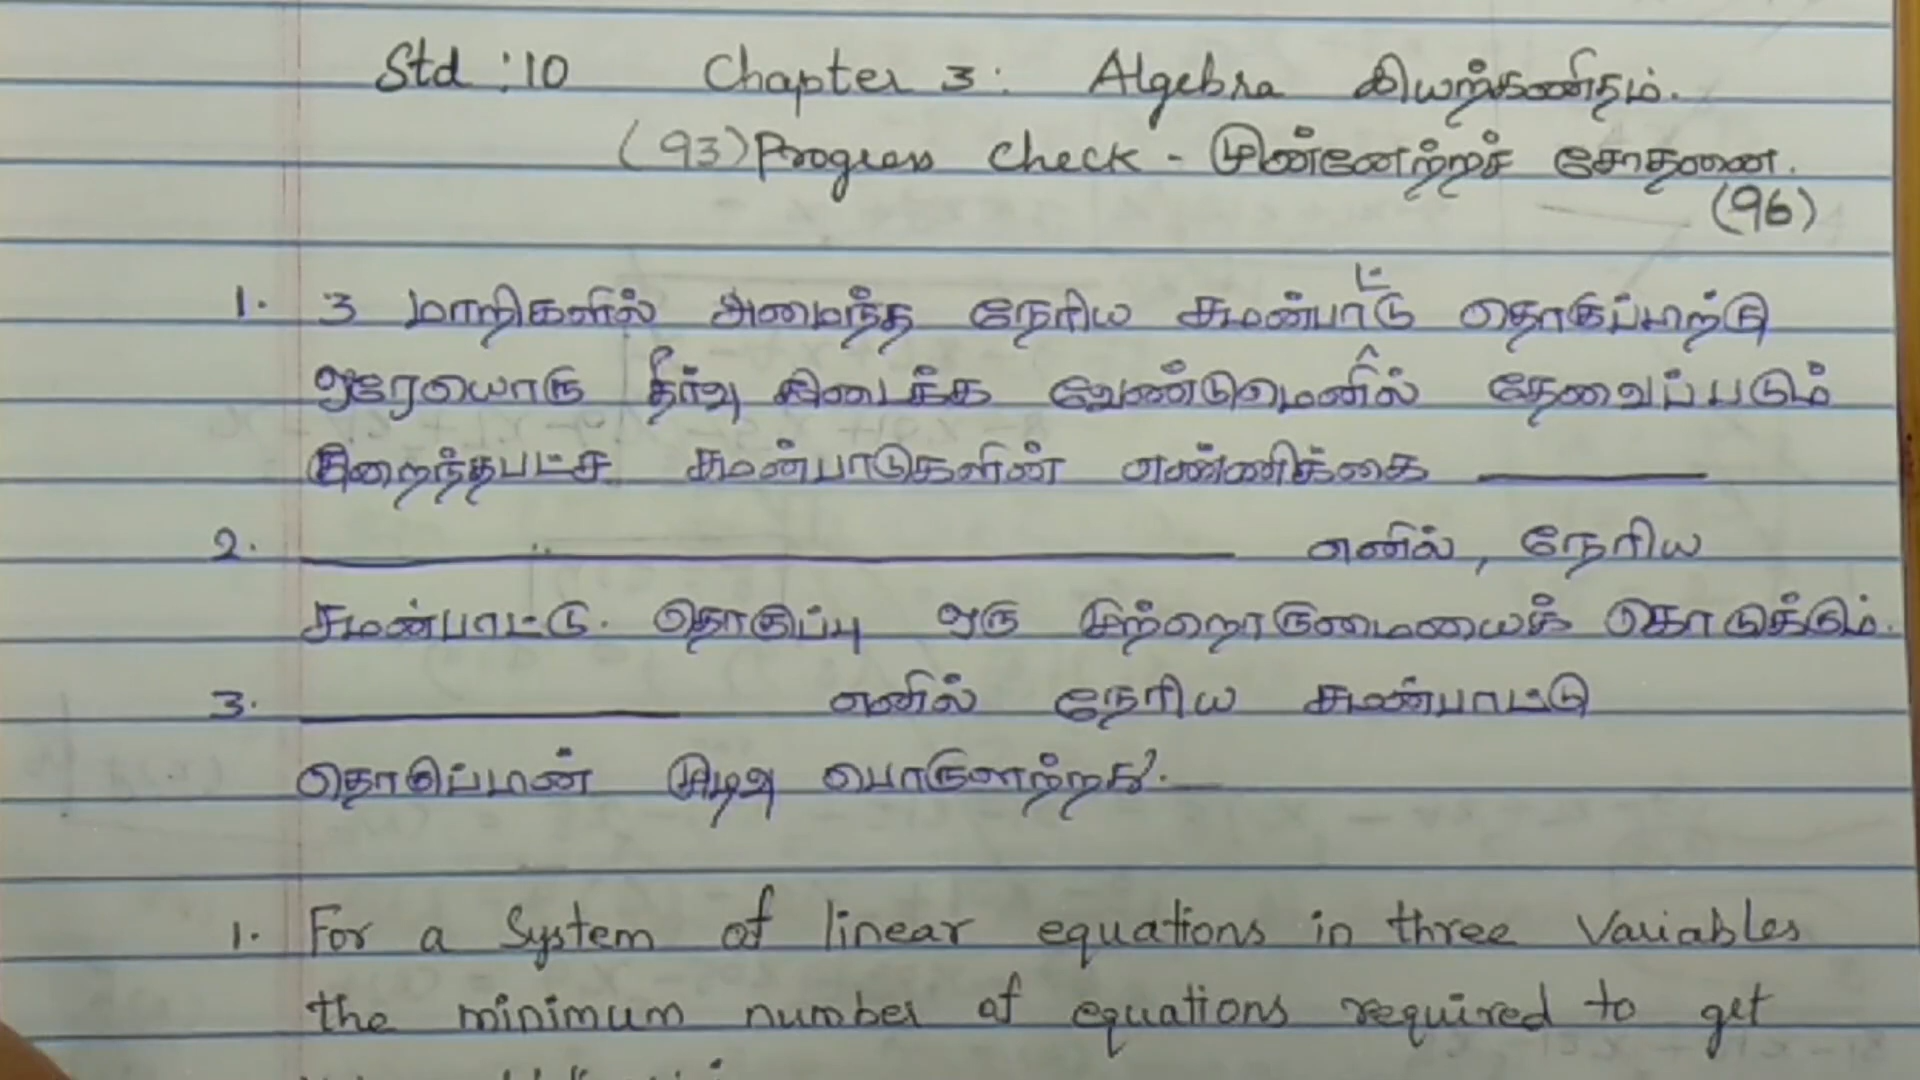 Std : 10 Chapter 3 : Algebra இயற்கணிதம்.
(93) Progress Check - முன்னேற்றச் சோதனை.
(96)
1. 3 மாறிகளில் அமைந்த நேரிய சமன்பாட்டு தொகுப்பிற்கு
ஒரேயொரு தீர்வு கிடைக்க வேண்டுமெனில் தேவைப்படும்
குறைந்தபட்ச சமன்பாடுகளின் எண்ணிக்கை
2. எனில், நேரிய
சமன்பாட்டு தொகுப்பு ஒரு முற்றொருமையைக் கொடுக்கும்.
3. எனில் நேரிய சமன்பாட்டு
தொகுப்பின் முடிவு பொருளற்றது.
1. For a System of linear equations in three Variables
the minimum number of equations required to get